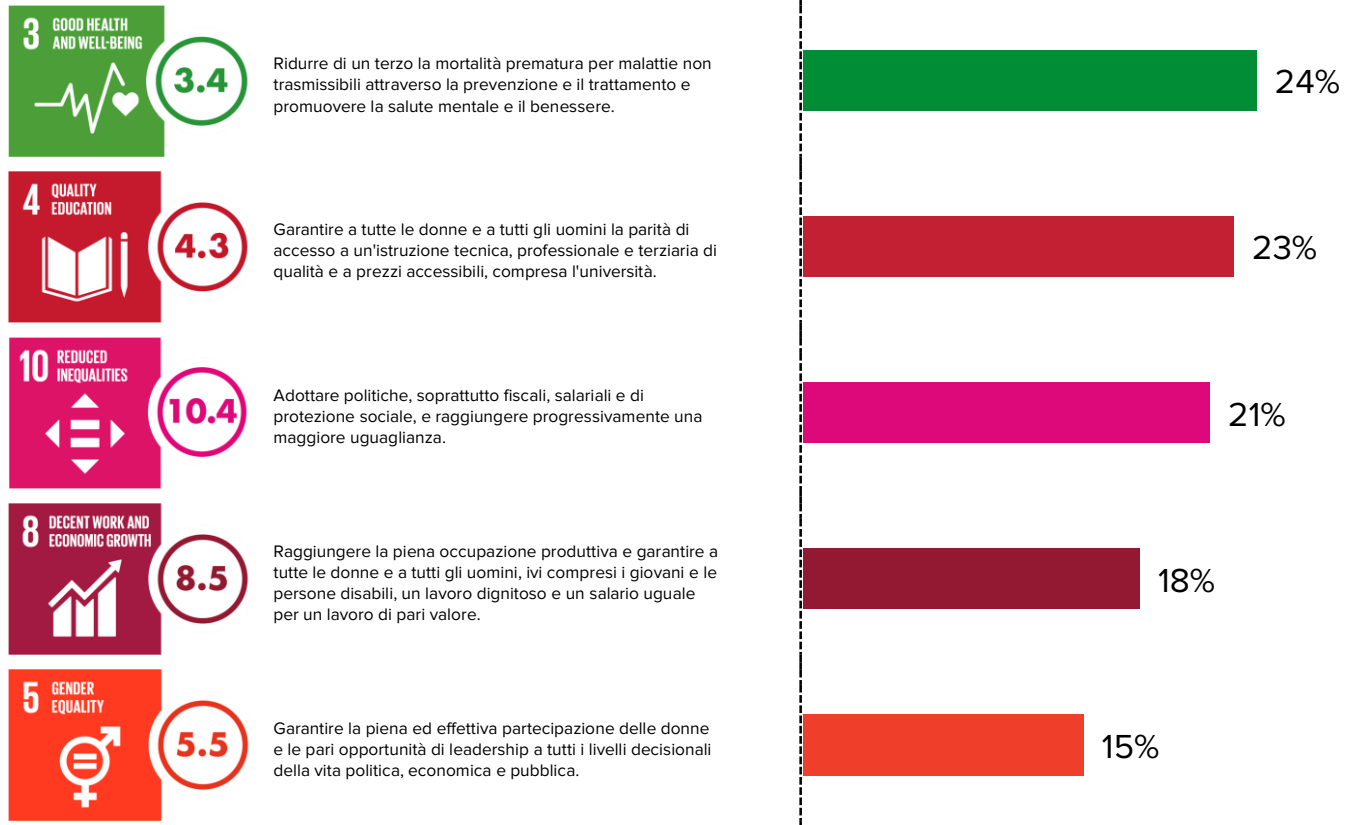 3 GOOD HEALTH
AND WELL-BEING
3.4
Ridurre di un terzo la mortalità prematura per malattie non
trasmissibili attraverso la prevenzione e il trattamento e
promuovere la salute mentale e il benessere.
24%
4 QUALITY
EDUCATION
4.3
Garantire a tutte le donne e a tutti gli uomini la parità di
accesso a un'istruzione tecnica, professionale e terziaria di
qualità e a prezzi accessibili, compresa l'università.
23%
10 REDUCED
INEQUALITIES
10.4
Adottare politiche, soprattutto fiscali, salariali e di
protezione sociale, e raggiungere progressivamente una
maggiore uguaglianza.
21%
8 DECENT WORK AND
ECONOMIC GROWTH
8.5
Raggiungere la piena occupazione produttiva e garantire a
tutte le donne e a tutti gli uomini, ivi compresi i giovani e le
persone disabili, un lavoro dignitoso e un salario uguale
per un lavoro di pari valore.
18%
5 GENDER
EQUALITY
5.5
Garantire la piena ed effettiva partecipazione delle donne
e le pari opportunità di leadership a tutti i livelli decisionali
della vita politica, economica e pubblica.
15%